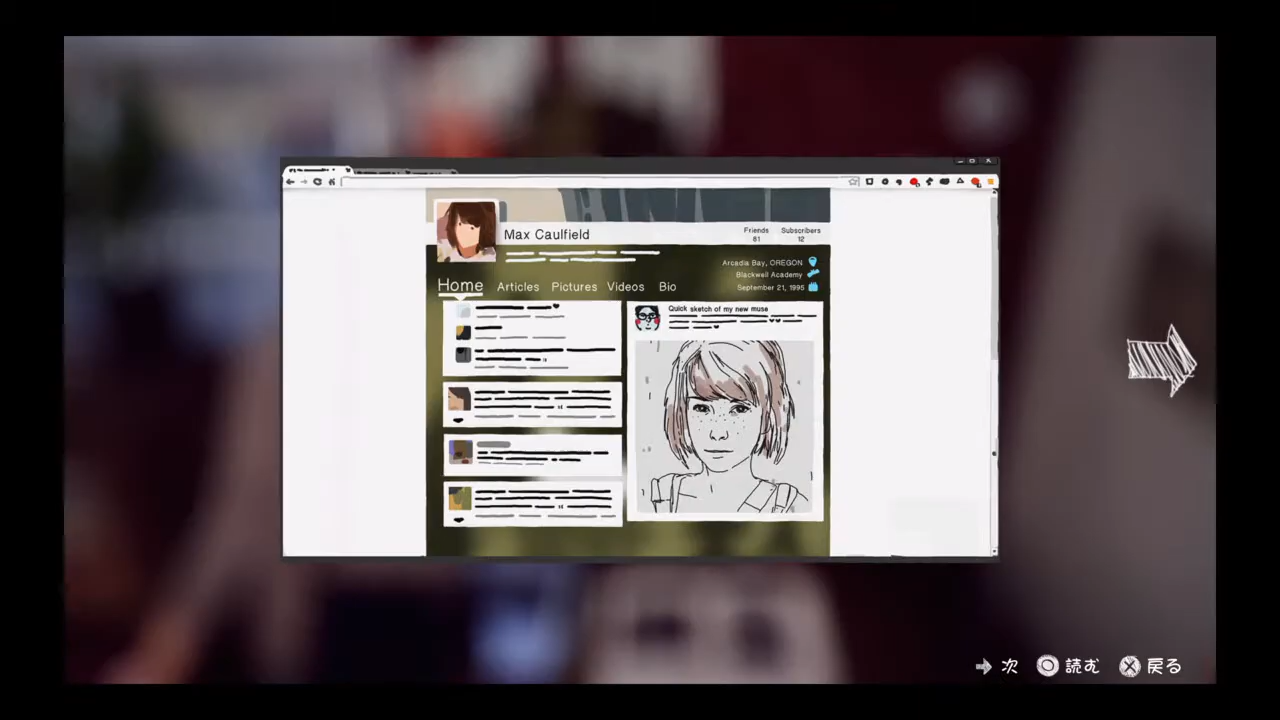 Max Caulfield
Friends
61
Subscribers
12
Arcadia Bay, OREGON
Blackwell Academy
September 21, 1995
Home Articles Pictures Videos Bio
Quick sketch of my new muse
次 読む 戻る